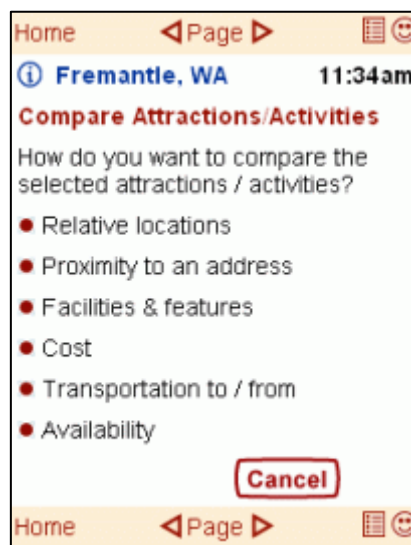 Home Page
Fremantle, WA 11:34am
Compare Attractions/Activities
How do you want to compare the
selected attractions / activities?
Relative locations
Proximity to an address
Facilities & features
Cost
Transportation to / from
Availability
Cancel
Home Page